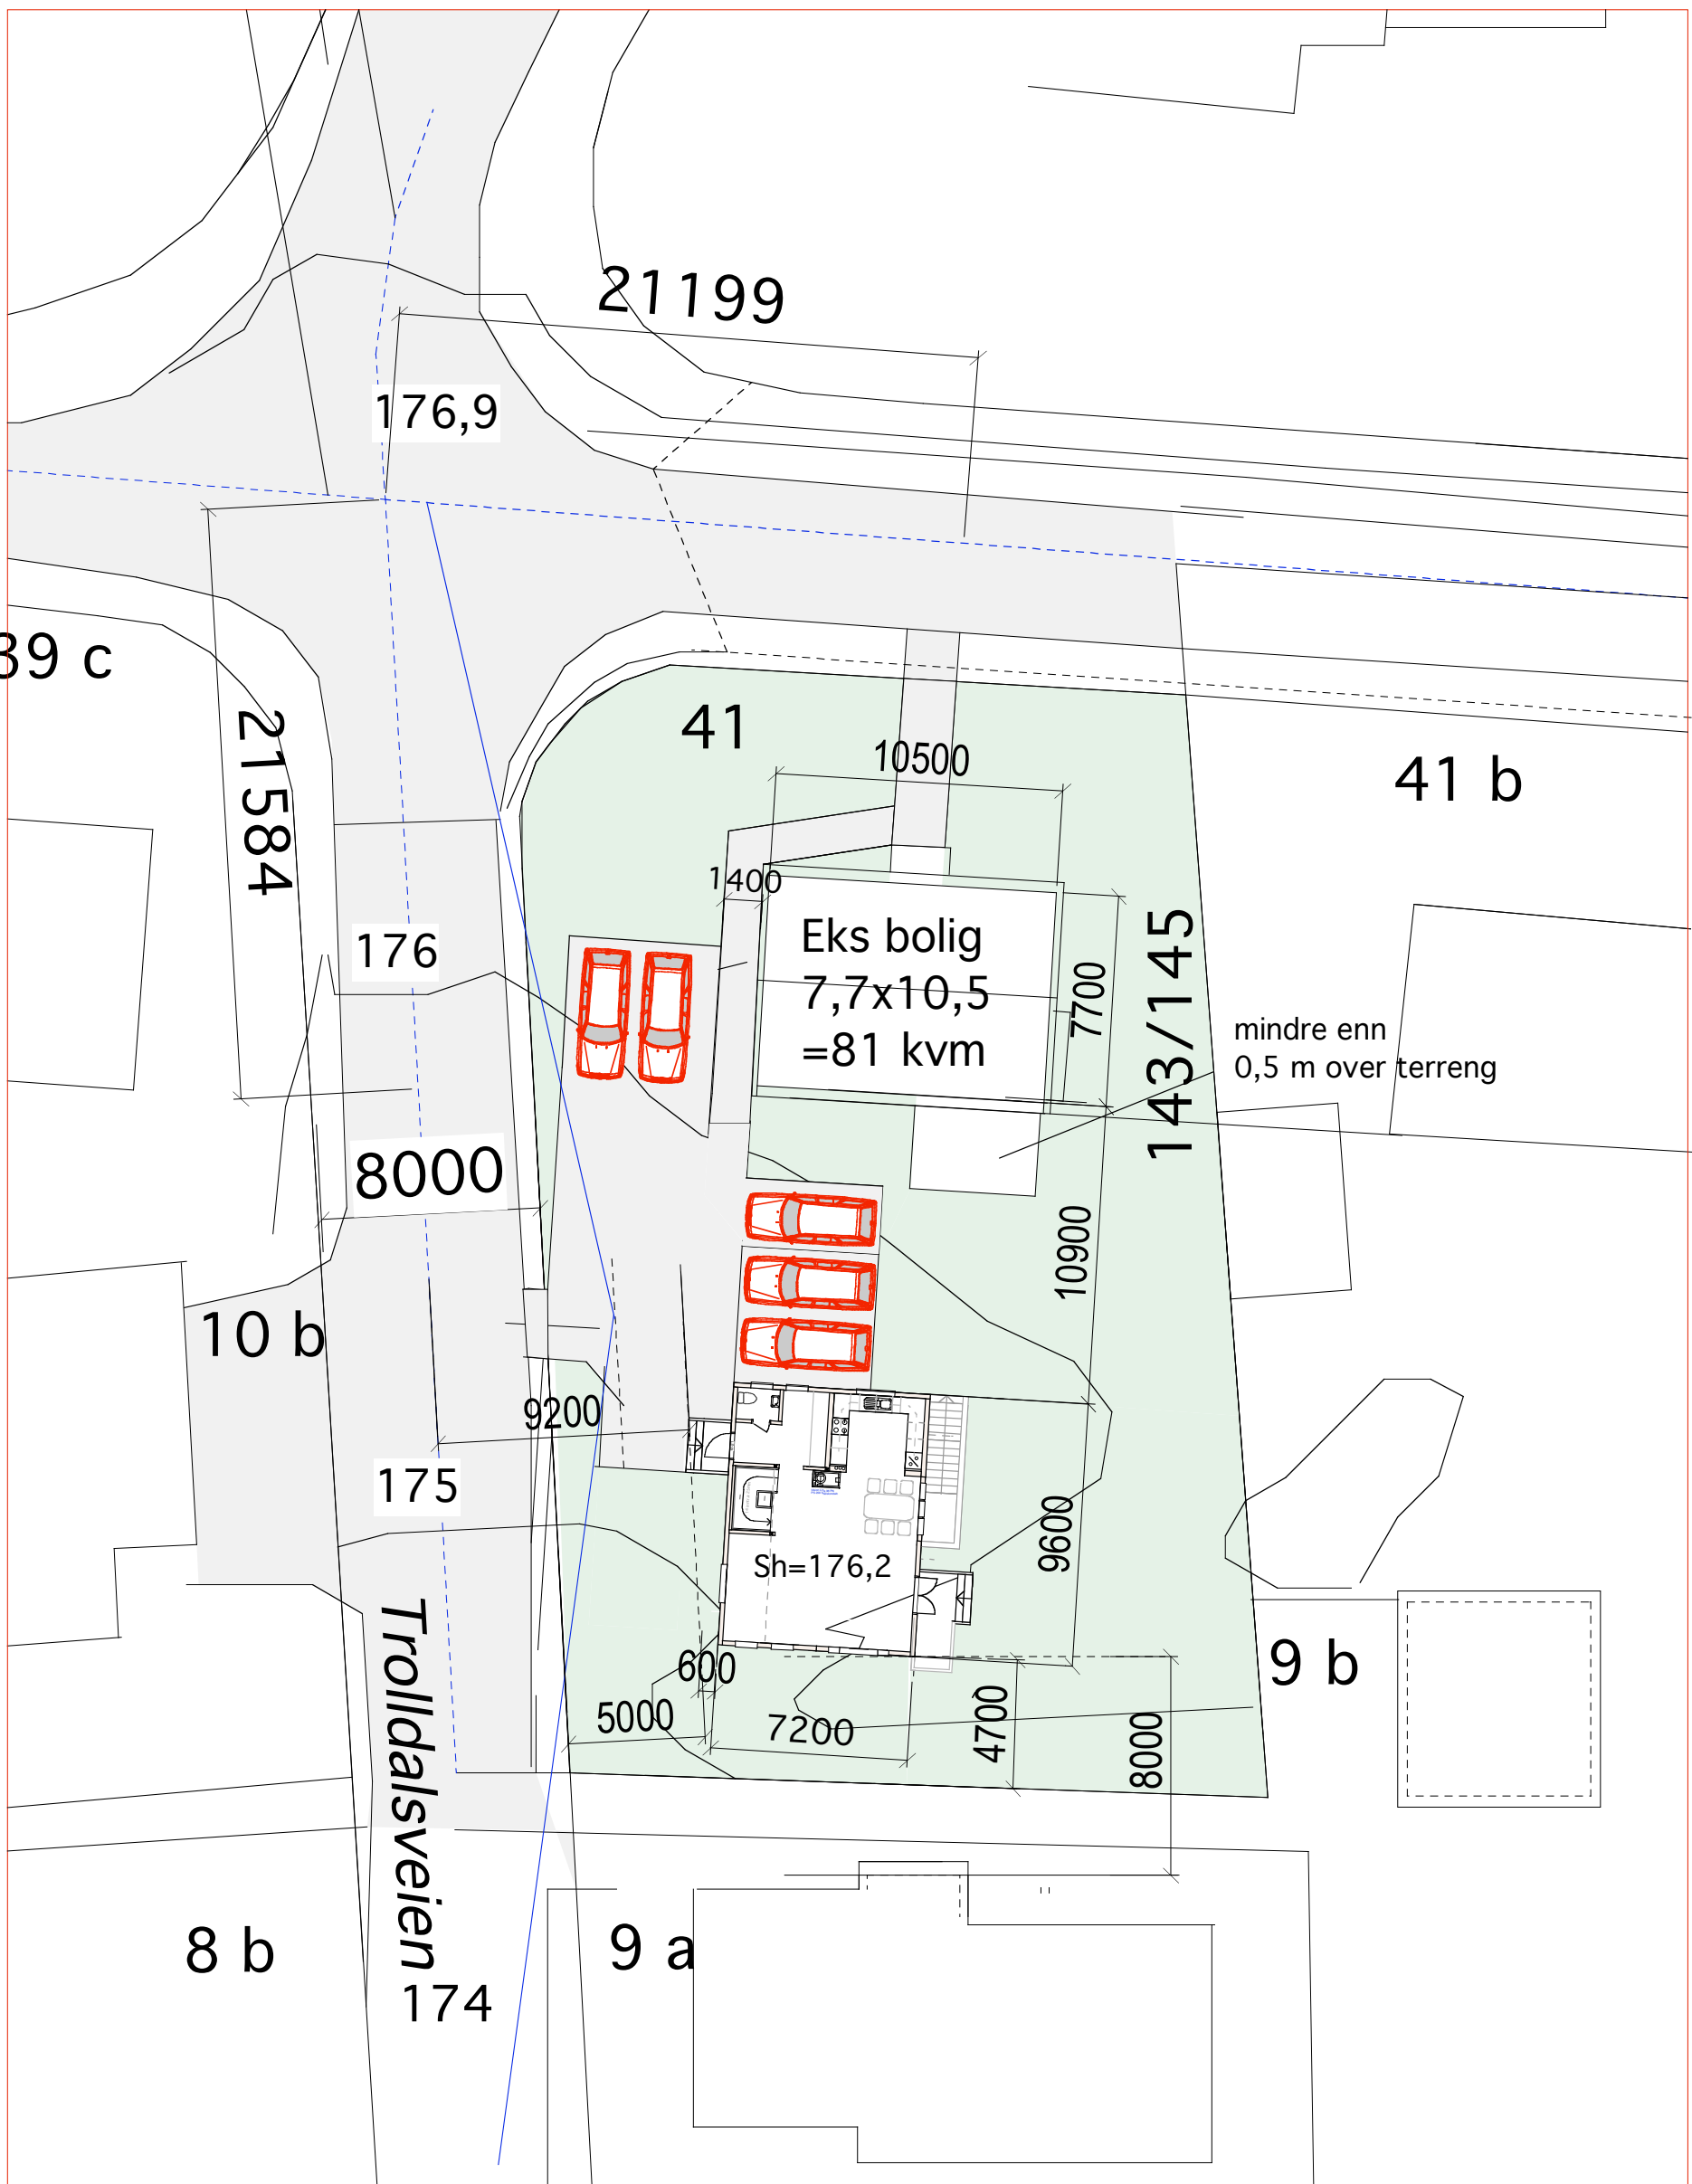 21199
176,9
39 c
41
21584
10500
41 b
1400
176
Eks bolig
7,7x10,5
=81 kvm
7700
143/145
mindre enn
0,5 m over terreng
8000
10900
10 b
9200
175
9600
Sh=176,2
Trolldalsveien
600
5000
7200
4700
8000
9 b
8 b
9 a
174